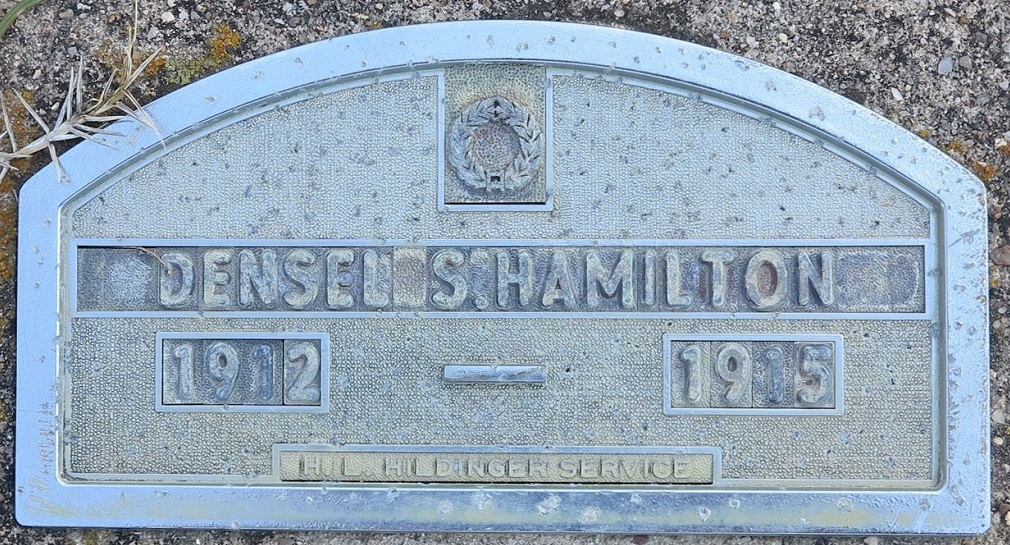 DENSEL S. HAMILTON
1912 — 1915
H. L. HILDINGER SERVICE